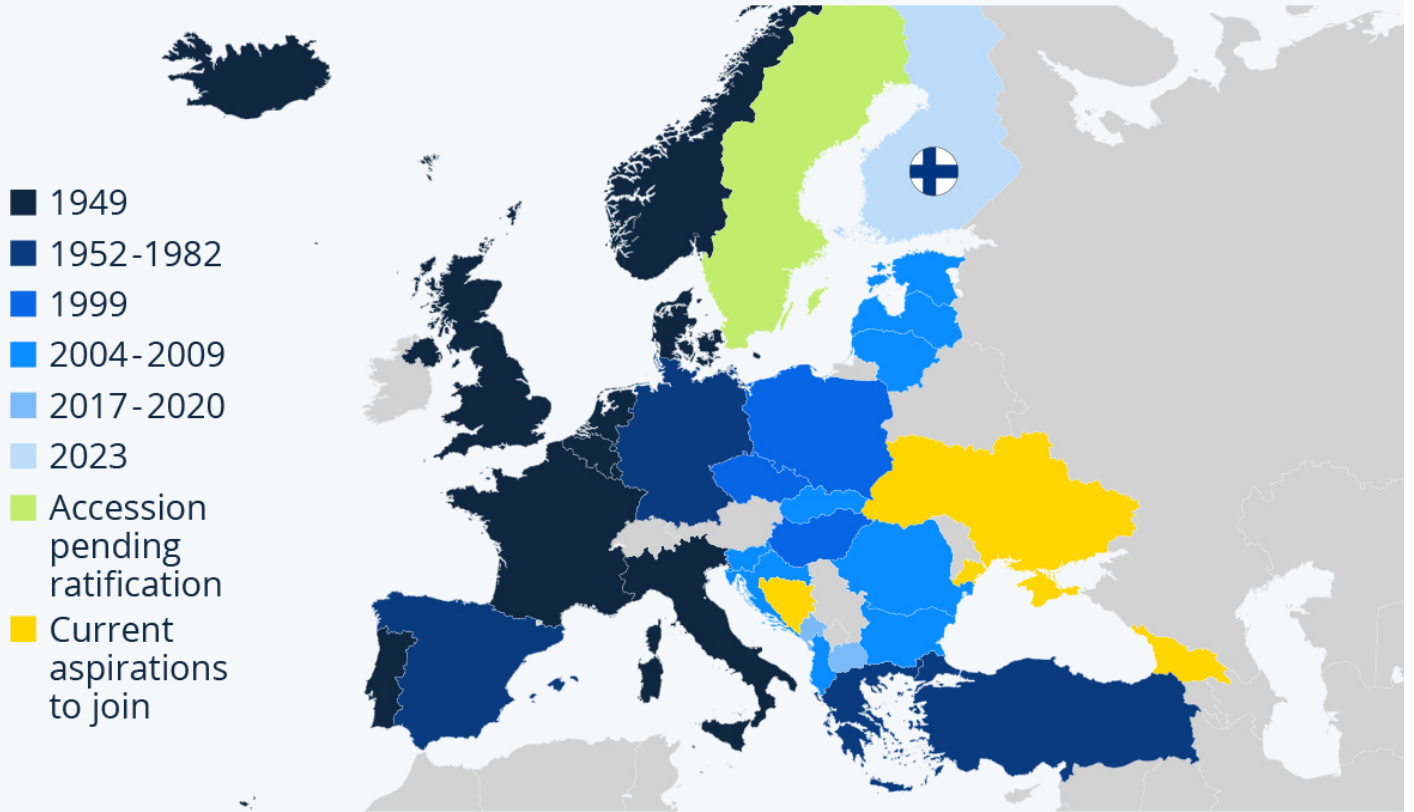 1949
1952-1982
1999
2004-2009
2017-2020
2023
Accession
pending
ratification
Current
aspirations
to join